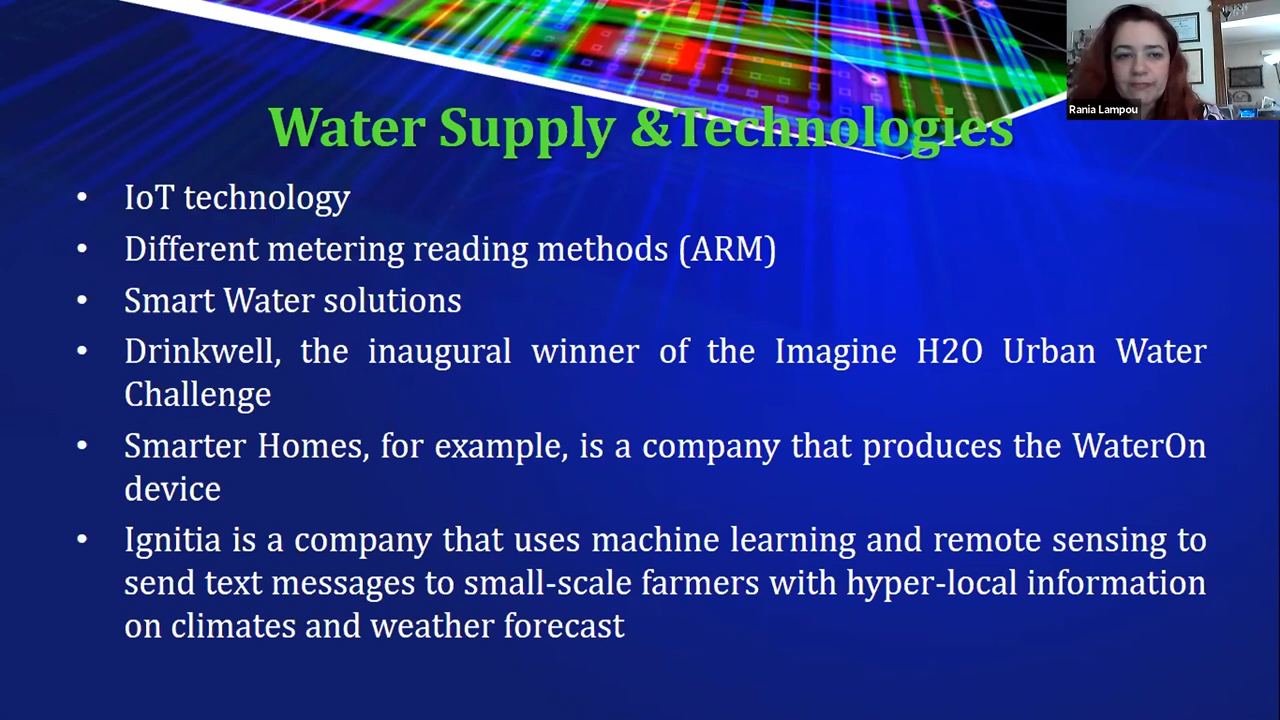 Rania Lampou
Water Supply &Technologies
• IoT technology
• Different metering reading methods (ARM)
• Smart Water solutions
• Drinkwell, the inaugural winner of the Imagine H2O Urban Water
Challenge
• Smarter Homes, for example, is a company that produces the WaterOn
device
• Ignitia is a company that uses machine learning and remote sensing to
send text messages to small-scale farmers with hyper-local information
on climates and weather forecast